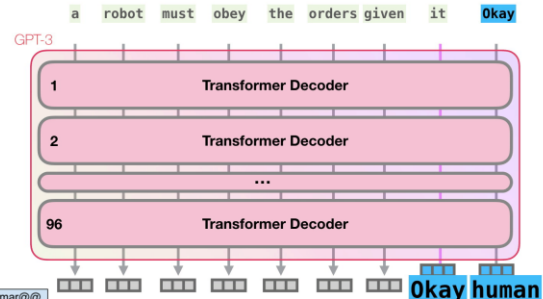 a robot must obey the orders given it Okay
GPT-3
1 Transformer Decoder
2 Transformer Decoder
...
96 Transformer Decoder
Okay human